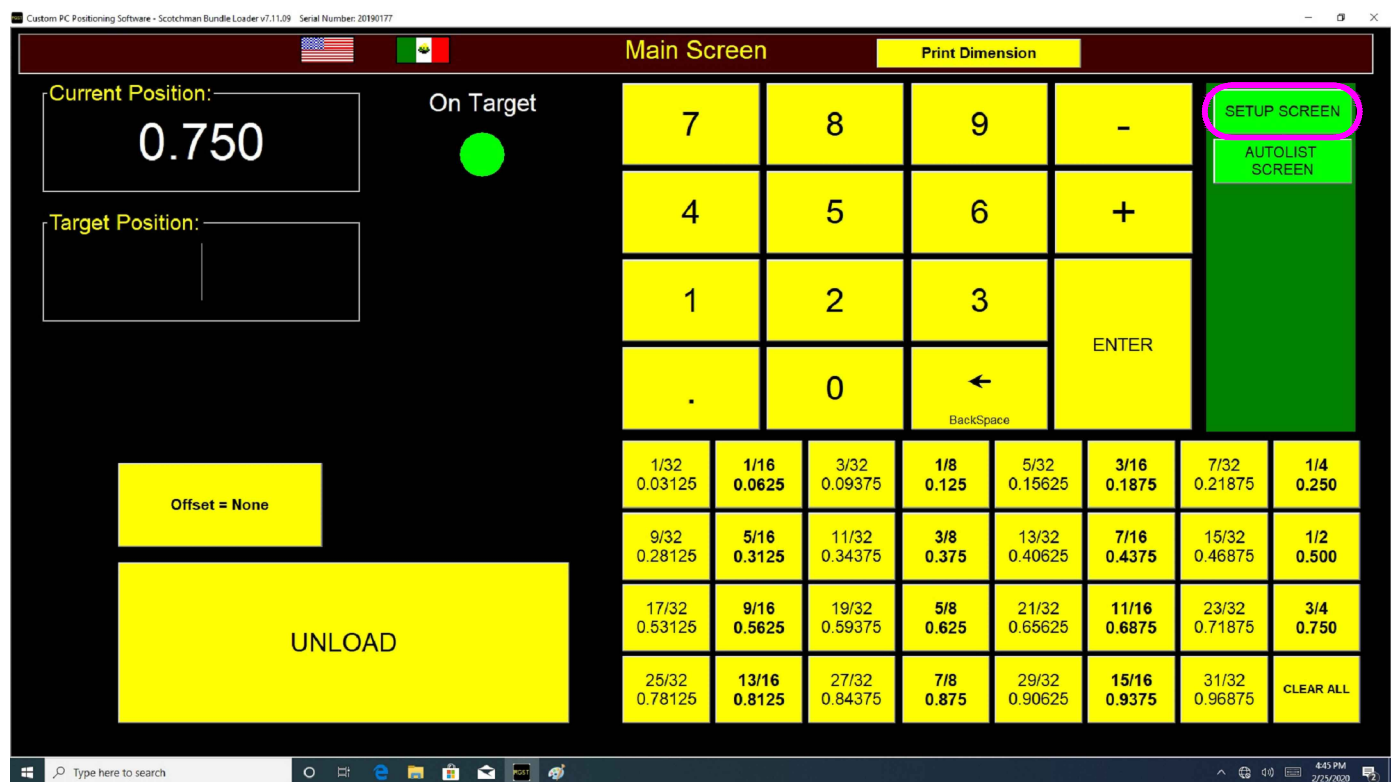 Custom PC Positioning Software - Scotchman Bundle Loader v7.11.09 Serial Number: 20190177
Main Screen
Print Dimension
Current Position:
0.750
On Target
Target Position:
7 8 9 -
4 5 6 +
1 2 3
ENTER
. 0
BackSpace
SETUP SCREEN
AUTOLIST
SCREEN
Offset = None
UNLOAD
1/32 1/16 3/32 1/8 5/32 3/16 7/32 1/4
0.03125 0.0625 0.09375 0.125 0.15625 0.1875 0.21875 0.250
9/32 5/16 11/32 3/8 13/32 7/16 15/32 1/2
0.28125 0.3125 0.34375 0.375 0.40625 0.4375 0.46875 0.500
17/32 9/16 19/32 5/8 21/32 11/16 23/32 3/4
0.53125 0.5625 0.59375 0.625 0.65625 0.6875 0.71875 0.750
25/32 13/16 27/32 7/8 29/32 15/16 31/32
0.78125 0.8125 0.84375 0.875 0.90625 0.9375 0.96875 CLEAR ALL
Type here to search
4:45 PM
2/25/2020